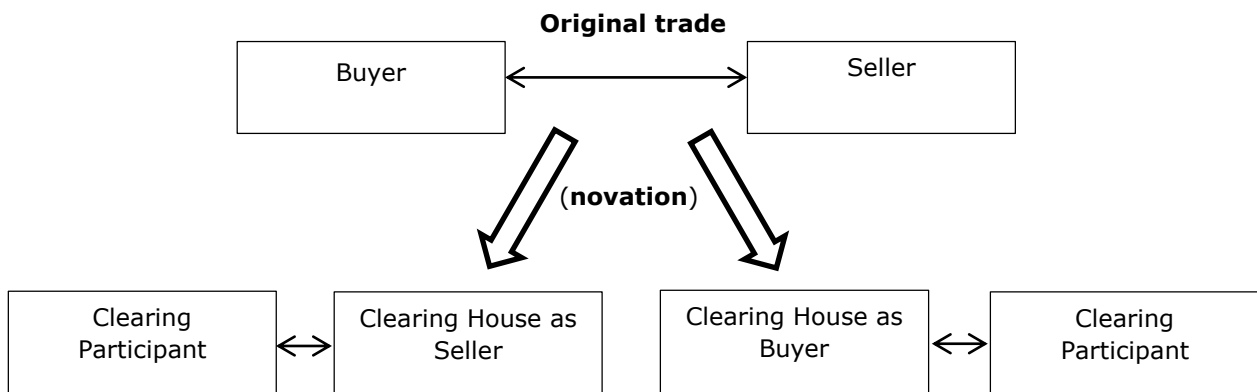 Original trade
Buyer
Seller
(novation)
Clearing
Participant
Clearing House as
Seller
Clearing House as
Buyer
Clearing
Participant